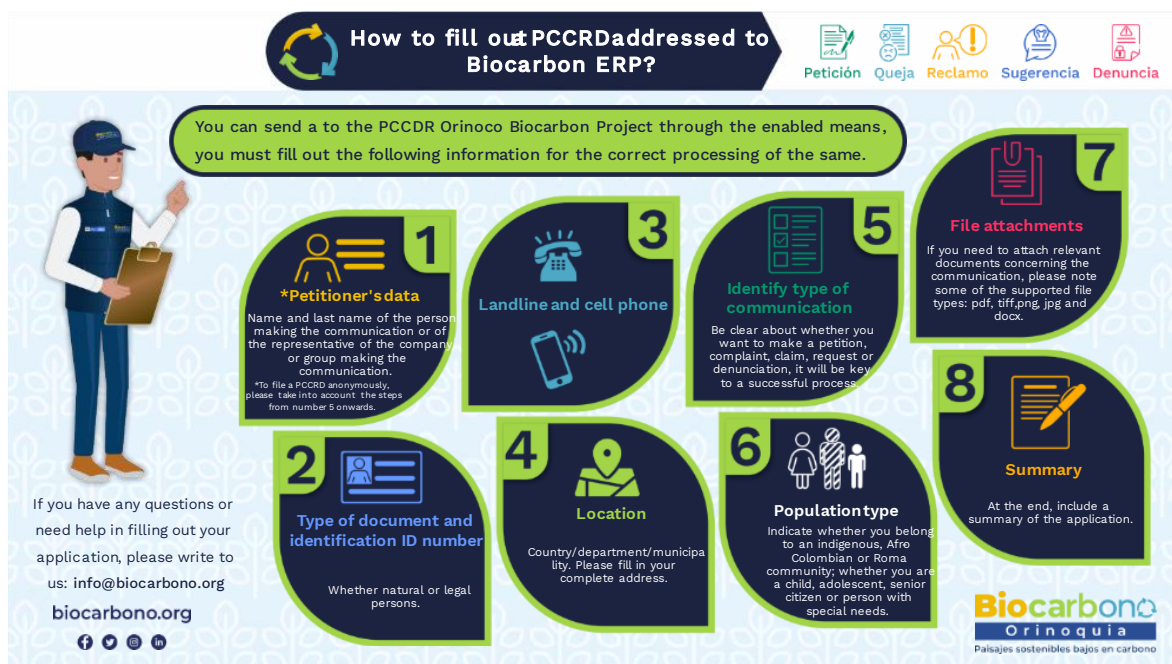 How to fill out a PCCRD addressed to
Biocarbon ERP?
Petición
Queja
Reclamo
Sugerencia
Denuncia
You can send a to the PCCDR Orinoco Biocarbon Project through the enabled means,
you must fill out the following information for the correct processing of the same.
1
*Petitioner's data
Name and last name of the person
making the communication or of
the representative of the company
or group making the
communication.
*To file a PCCRD anonymously,
please take into account the steps
from number 5 onwards.
2
Type of document and
identification ID number
Whether natural or legal
persons.
3
Landline and cell phone
4
Location
Country/department/municipa
lity. Please fill in your
complete address.
5
Identify type of
communication
Be clear about whether you
want to make a petition,
complaint, claim, request or
denunciation, it will be key
to a successful process.
6
Population type
Indicate whether you belong
to an indigenous, Afro-
Colombian or Roma
community; whether you are
a child, adolescent, senior
citizen or person with
special needs.
7
File attachments
If you need to attach relevant
documents concerning the
communication, please note
some of the supported file
types: pdf, tiff,png, jpg and
docx.
8
Summary
At the end, include a
summary of the application.
If you have any questions or
need help in filling out your
application, please write to
us: info@biocarbono.org
biocarbono.org
Biocarbono
Orinoquia
Paisajes sostenibles bajos en carbono